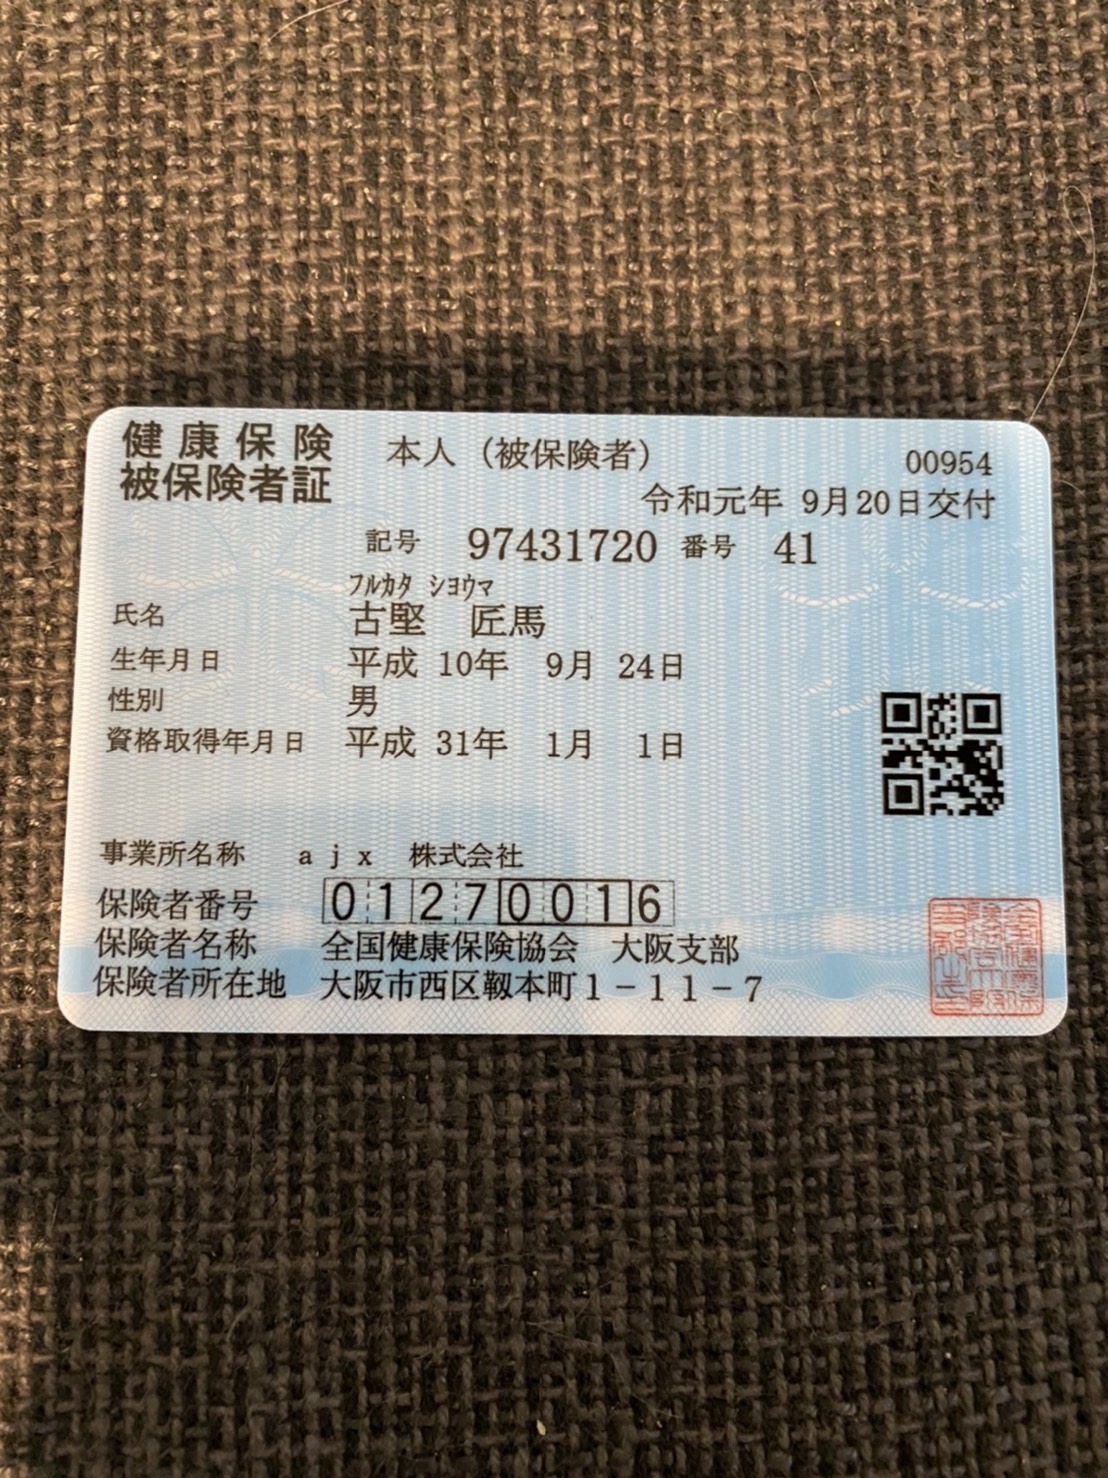 健康保険
被保険者証
本人（被保険者）
00954
令和元年 9月20日交付
記号 97431720 番号 41
ﾌﾙｶﾀ ｼﾖｳﾏ
氏名 古堅 匠馬
生年月日 平成 10年 9月 24日
性別 男
資格取得年月日 平成 31年 1月 1日
事業所名称 ａｊｘ 株式会社
保険者番号 01270016
保険者名称 全国健康保険協会 大阪支部
保険者所在地 大阪市西区靱本町１－１１－７